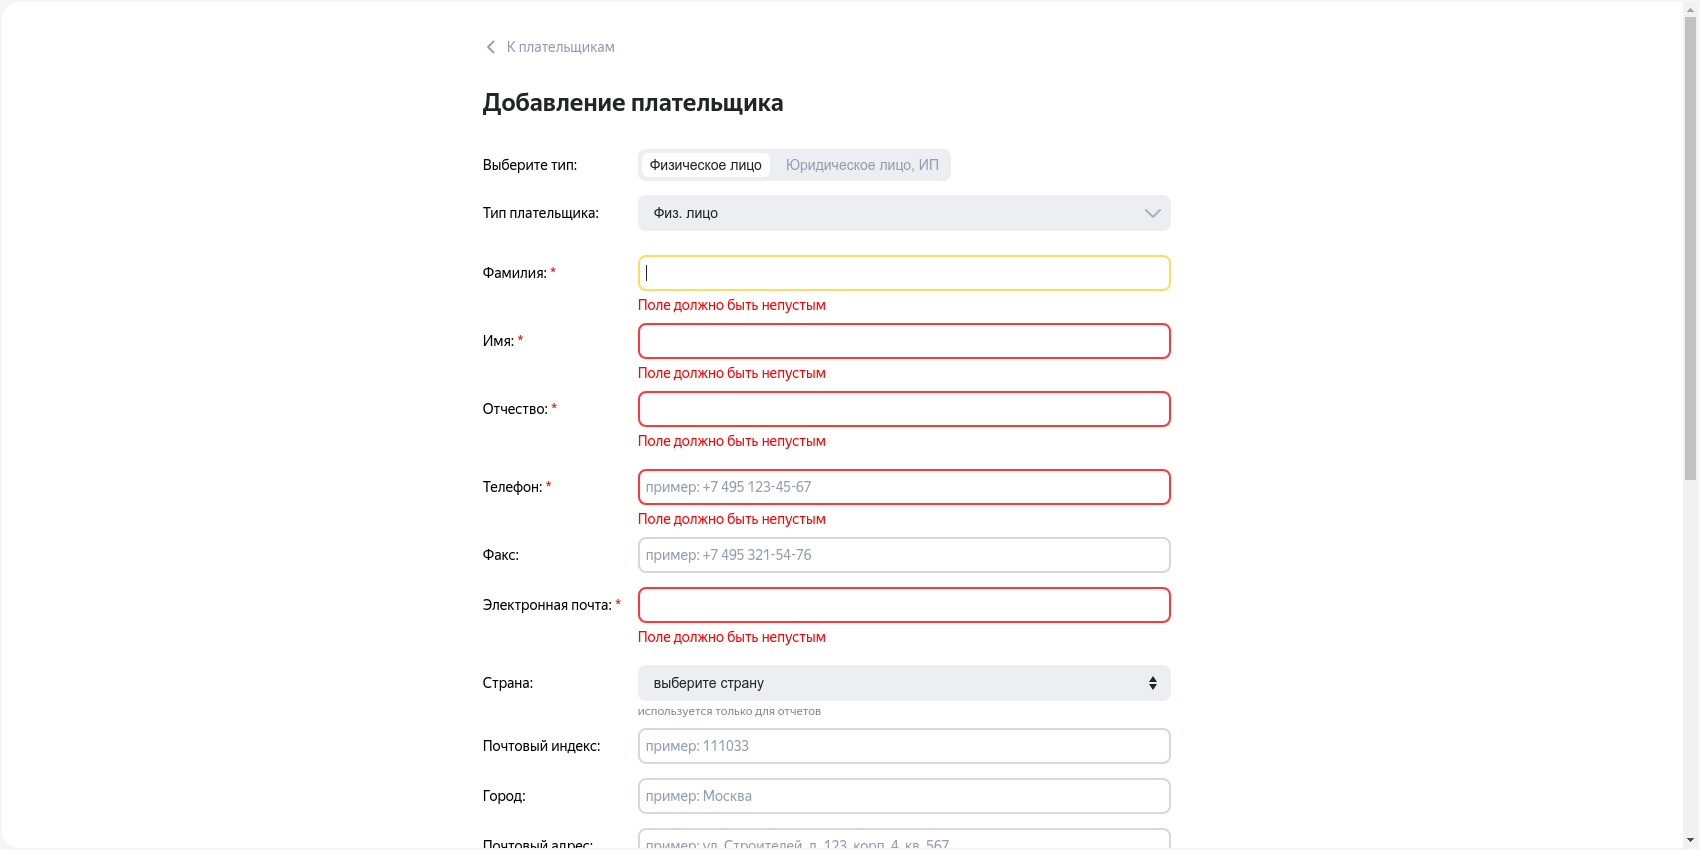 К плательщикам
Добавление плательщика
Выберите тип: Физическое лицо Юридическое лицо, ИП
Тип плательщика: Физ. лицо
Фамилия: *
Поле должно быть непустым
Имя: *
Поле должно быть непустым
Отчество: *
Поле должно быть непустым
Телефон: * пример: +7 495 123-45-67
Поле должно быть непустым
Факс: пример: +7 495 321-54-76
Электронная почта: *
Поле должно быть непустым
Страна: выберите страну
используется только для отчетов
Почтовый индекс: пример: 111033
Город: пример: Москва
Почтовый адрес: пример: ул. Строителей, д. 123, корп. 4, кв. 567